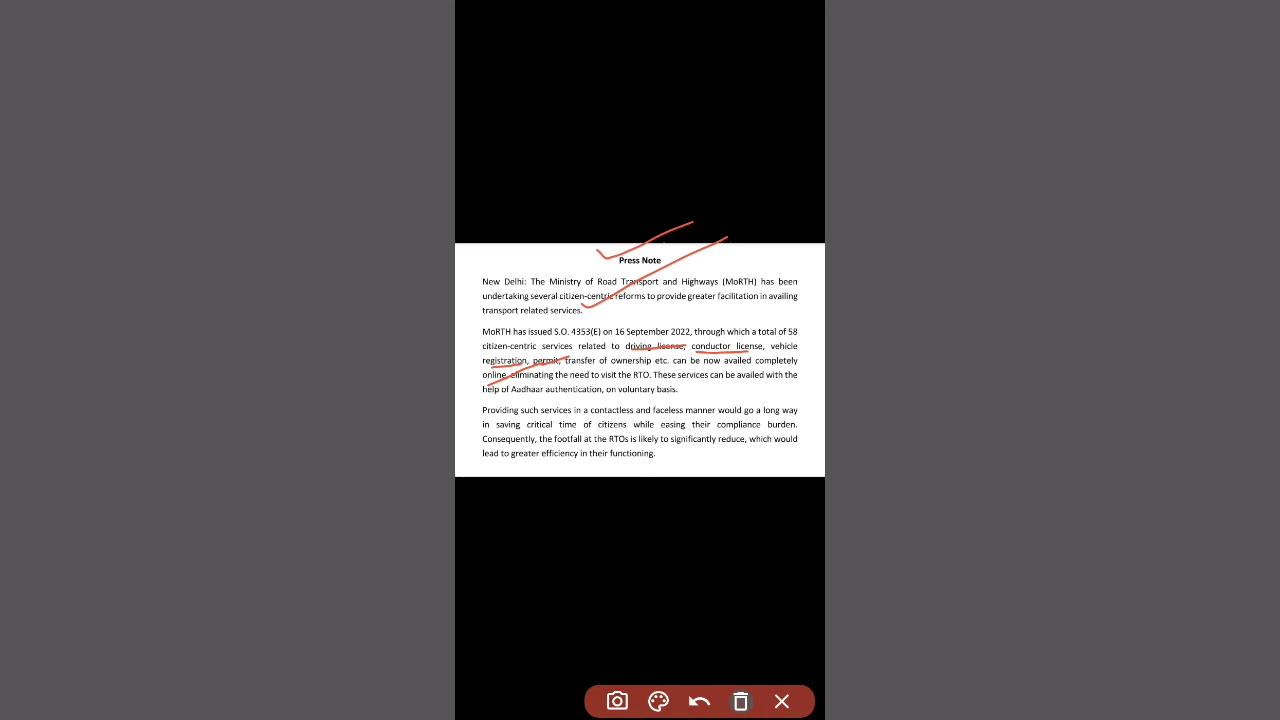 Press Note
New Delhi: The Ministry of Road Transport and Highways (MoRTH) has been
undertaking several citizen-centric reforms to provide greater facilitation in availing
transport related services.
MoRTH has issued S.O. 4353(E) on 16 September 2022, through which a total of 58
citizen-centric services related to driving license, conductor license, vehicle
registration, permit, transfer of ownership etc. can be now availed completely
online, eliminating the need to visit the RTO. These services can be availed with the
help of Aadhaar authentication, on voluntary basis.
Providing such services in a contactless and faceless manner would go a long way
in saving critical time of citizens while easing their compliance burden.
Consequently, the footfall at the RTOs is likely to significantly reduce, which would
lead to greater efficiency in their functioning.